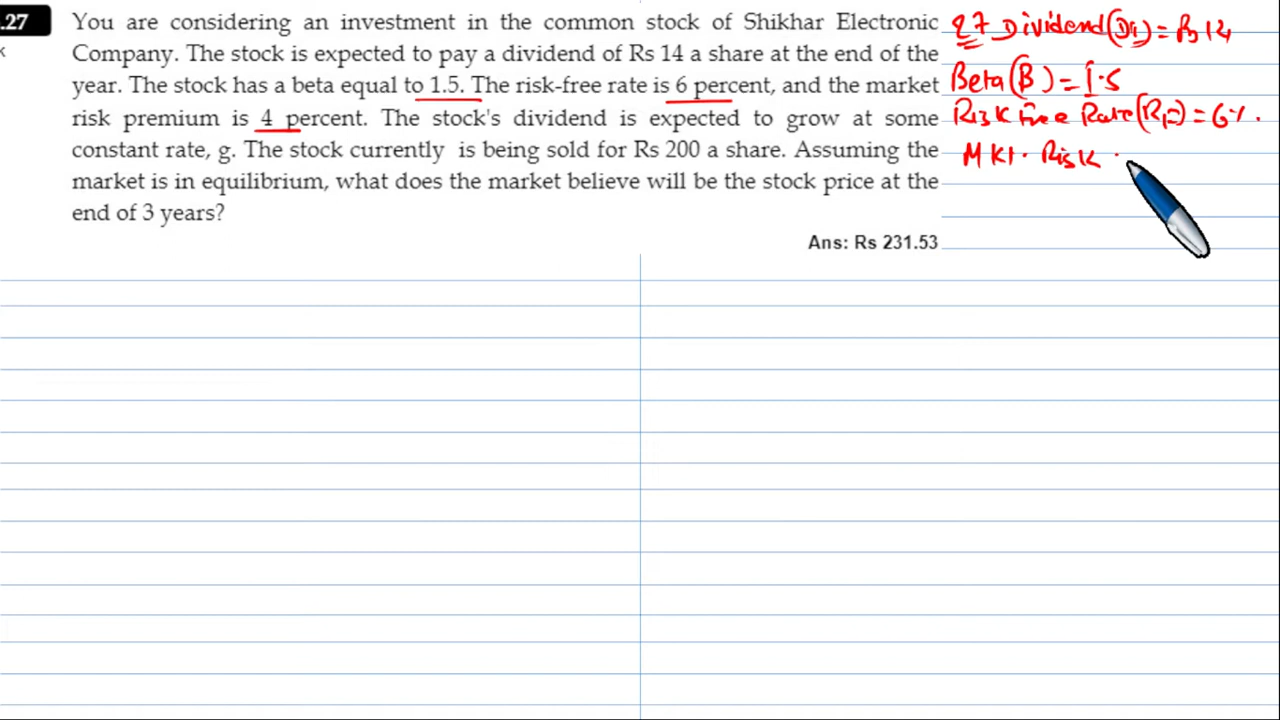 .27
You are considering an investment in the common stock of Shikhar Electronic
Company. The stock is expected to pay a dividend of Rs 14 a share at the end of the
year. The stock has a beta equal to 1.5. The risk-free rate is 6 percent, and the market
risk premium is 4 percent. The stock's dividend is expected to grow at some
constant rate, g. The stock currently is being sold for Rs 200 a share. Assuming the
market is in equilibrium, what does the market believe will be the stock price at the
end of 3 years?
Ans: Rs 231.53
27 Dividend(D1) = Rs 14
Beta(β) = 1.5
Risk Free Rate(RF) = 6%.
MKt. Risk